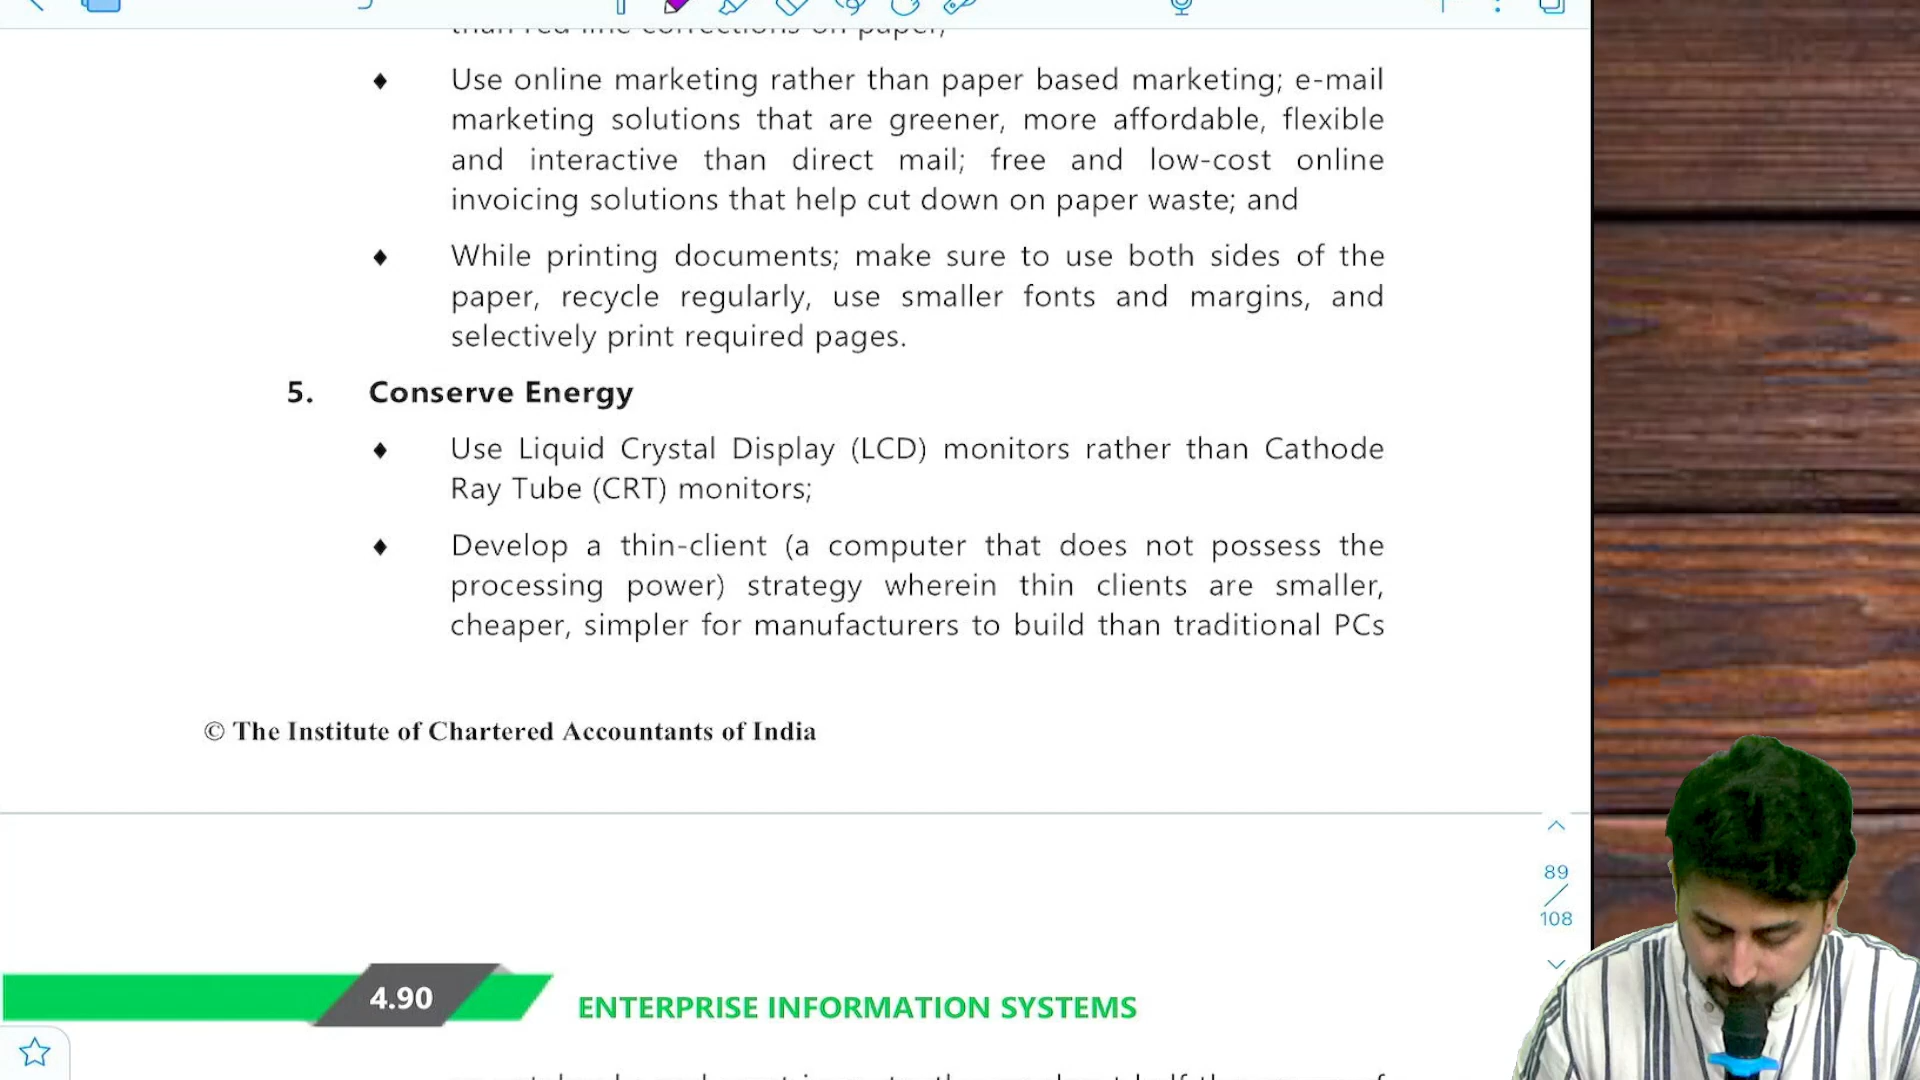 than red-line corrections on paper;
♦ Use online marketing rather than paper based marketing; e-mail
marketing solutions that are greener, more affordable, flexible
and interactive than direct mail; free and low-cost online
invoicing solutions that help cut down on paper waste; and
♦ While printing documents; make sure to use both sides of the
paper, recycle regularly, use smaller fonts and margins, and
selectively print required pages.
5. Conserve Energy
♦ Use Liquid Crystal Display (LCD) monitors rather than Cathode
Ray Tube (CRT) monitors;
♦ Develop a thin-client (a computer that does not possess the
processing power) strategy wherein thin clients are smaller,
cheaper, simpler for manufacturers to build than traditional PCs
© The Institute of Chartered Accountants of India
89
/
108
4.90
ENTERPRISE INFORMATION SYSTEMS